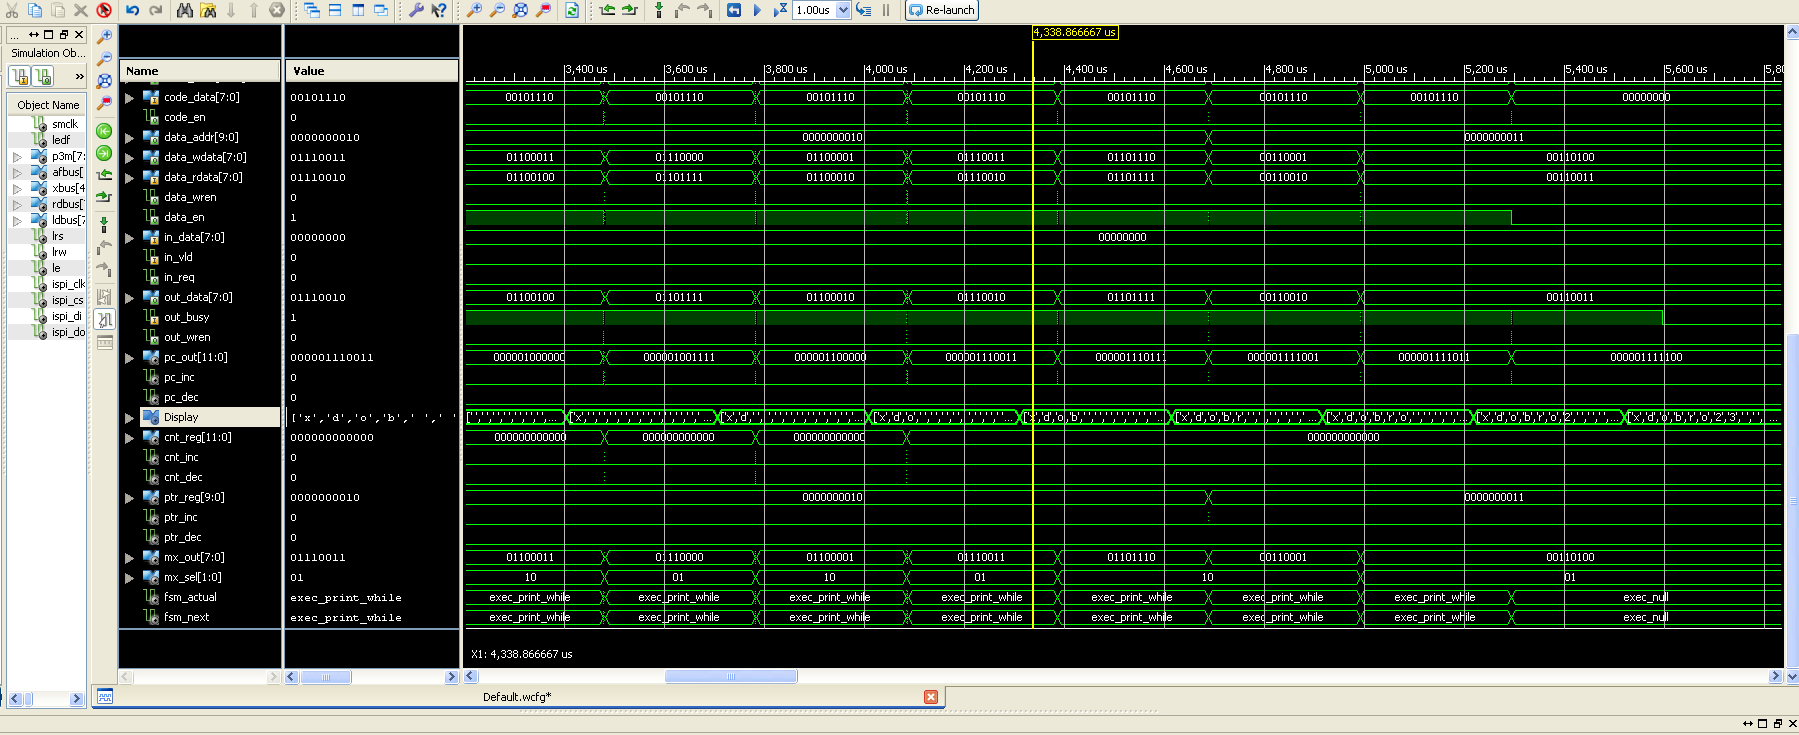 1.00us Re-launch
Simulation Ob...
Object Name
smclk
ledf
p3m[7:
afbus[
xbus[4
rdbus[
ldbus[7
lrs
lrw
le
ispi_clk
ispi_cs
ispi_di
ispi_do
4,338.866667 us
Name Value
3,400 us 3,600 us 3,800 us 4,000 us 4,200 us 4,400 us 4,600 us 4,800 us 5,000 us 5,200 us 5,400 us 5,600 us 5,80
code_data[7:0] 00101110 00101110 00101110 00101110 00101110 00101110 00101110 00101110 00000000
code_en 0
data_addr[9:0] 0000000010 0000000010 0000000011
data_wdata[7:0] 01110011 01100011 01110000 01100001 01110011 01101110 00110001 00110100
data_rdata[7:0] 01110010 01100100 01101111 01100010 01110010 01101111 00110010 00110011
data_wren 0
data_en 1
in_data[7:0] 00000000 00000000
in_vld 0
in_req 0
out_data[7:0] 01110010 01100100 01101111 01100010 01110010 01101111 00110010 00110011
out_busy 1
out_wren 0
pc_out[11:0] 000001110011 000001000000 000001001111 000001100000 000001110011 000001110111 000001111001 000001111011 000001111100
pc_inc 0
pc_dec 0
Display ['x','d','o','b',' ',' '
cnt_reg[11:0] 000000000000 000000000000 000000000000 000000000000 000000000000
cnt_inc 0
cnt_dec 0
ptr_reg[9:0] 0000000010 0000000010 0000000011
ptr_inc 0
ptr_dec 0
mx_out[7:0] 01110011 01100011 01110000 01100001 01110011 01101110 00110001 00110100
mx_sel[1:0] 01 10 01 10 01 10 01
fsm_actual exec_print_while exec_print_while exec_print_while exec_print_while exec_print_while exec_print_while exec_print_while exec_print_while exec_null
fsm_next exec_print_while exec_print_while exec_print_while exec_print_while exec_print_while exec_print_while exec_print_while exec_print_while exec_null
X1: 4,338.866667 us
Default.wcfg*